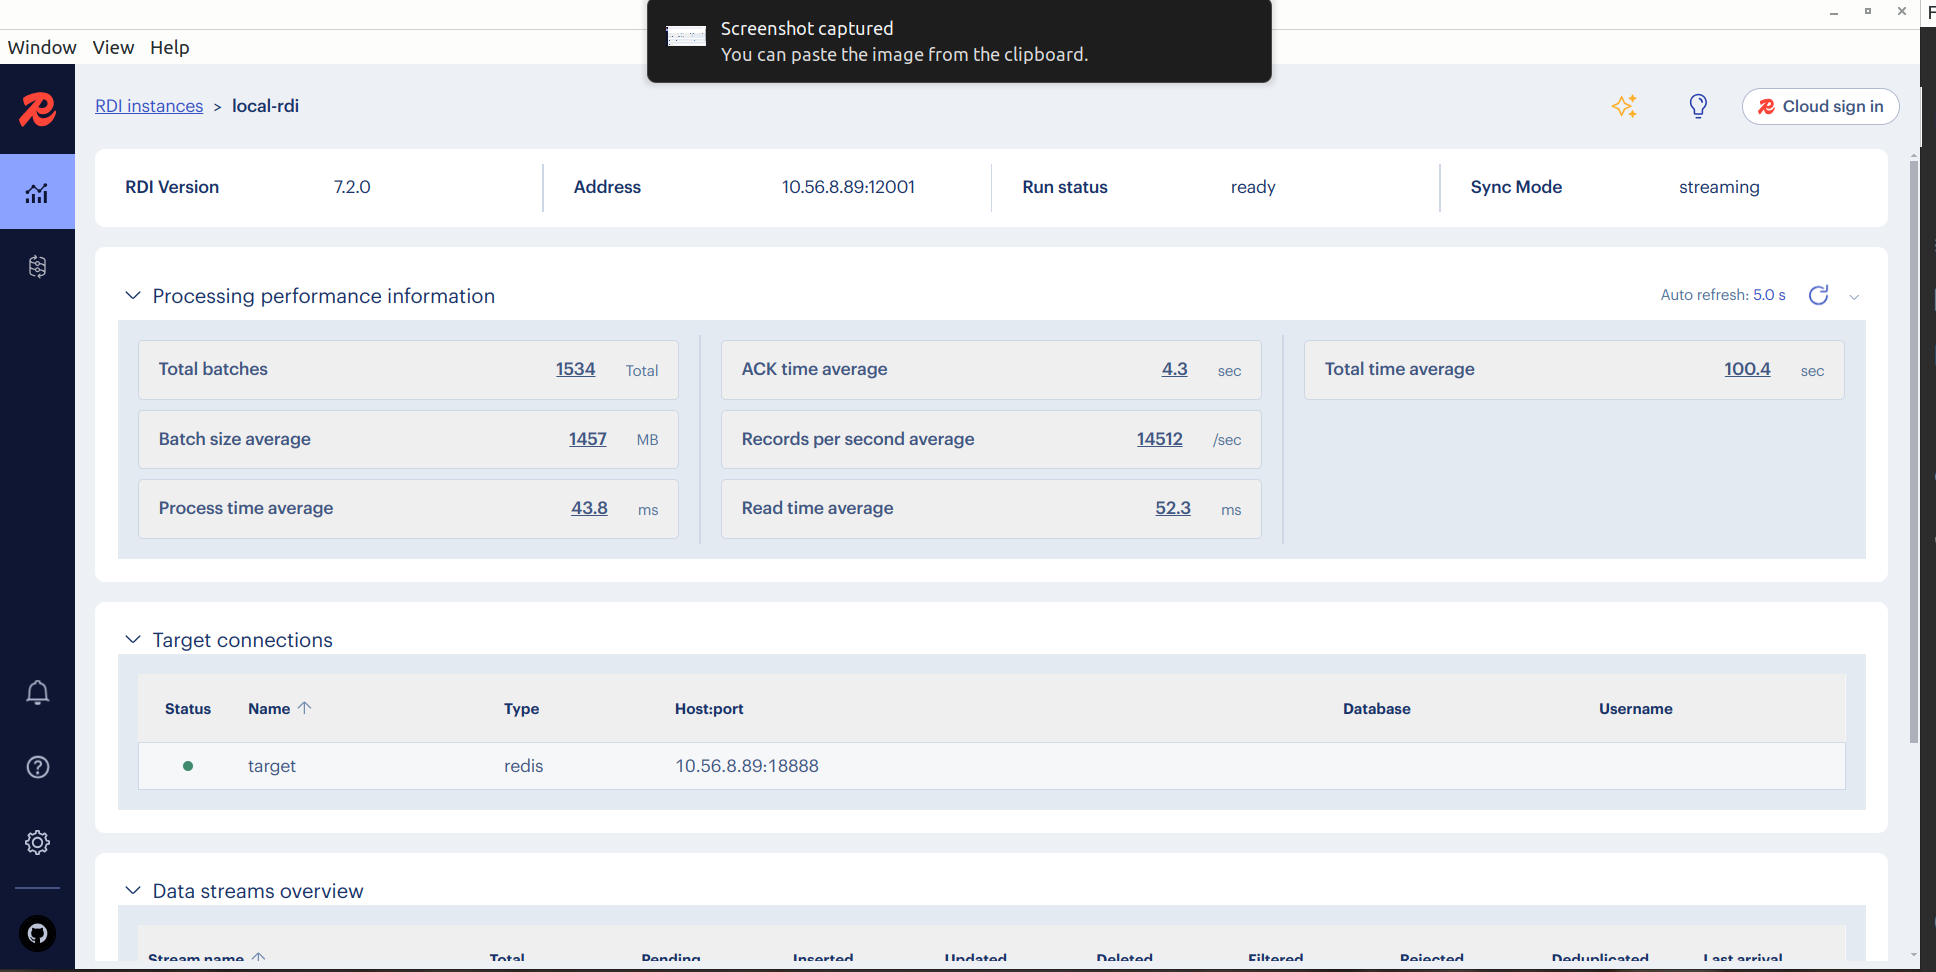 Screenshot captured
You can paste the image from the clipboard.
Window View Help
RDI instances > local-rdi
Cloud sign in
RDI Version 7.2.0 Address 10.56.8.89:12001 Run status ready Sync Mode streaming
Processing performance information
Auto refresh: 5.0 s
Total batches 1534 Total
ACK time average 4.3 sec
Total time average 100.4 sec
Batch size average 1457 MB
Records per second average 14512 /sec
Process time average 43.8 ms
Read time average 52.3 ms
Target connections
Status Name Type Host:port Database Username
target redis 10.56.8.89:18888
Data streams overview
Stream name Total Pending Inserted Updated Deleted Filtered Rejected Deduplicated Last arrival